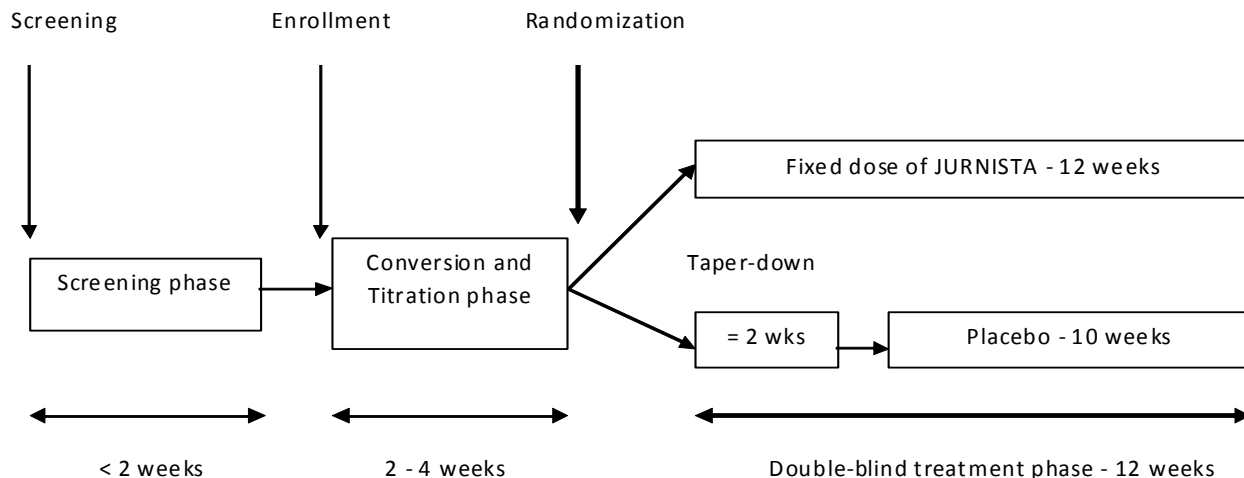 Screening
Enrollment
Randomization
Fixed dose of JURNISTA - 12 weeks
Screening phase
Conversion and
Titration phase
Taper-down
= 2 wks
Placebo - 10 weeks
< 2 weeks
2 - 4 weeks
Double-blind treatment phase - 12 weeks